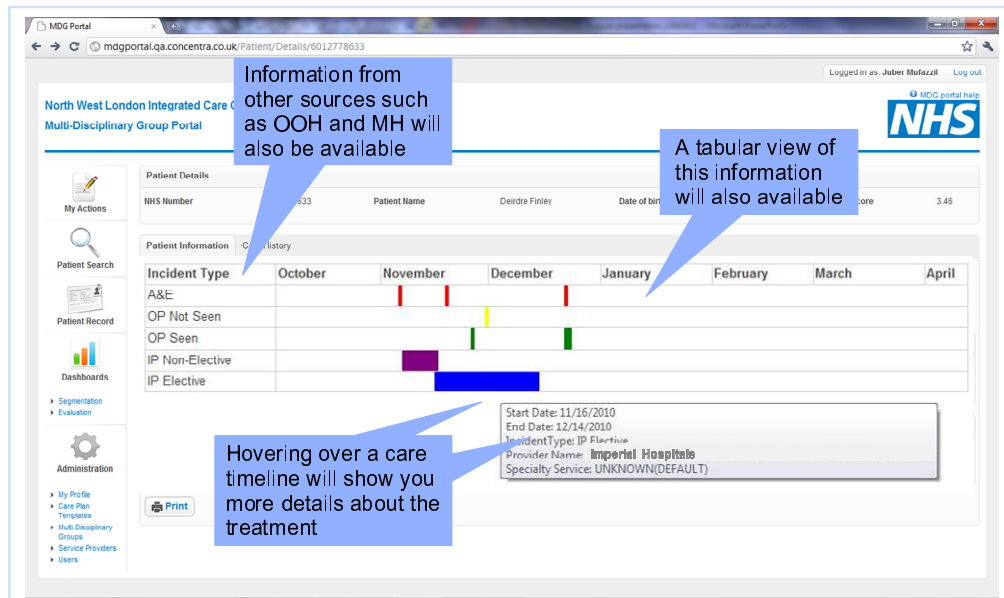 MDG Portal
mdgportal.qa.concentra.co.uk/Patient/Details/6012778633
Logged in as: Juber Mufazzil Log out
MDG portal help
North West London Integrated Care
Multi-Disciplinary Group Portal
NHS
Information from
other sources such
as OOH and MH will
also be available
A tabular view of
this information
will also available
My Actions
Patient Search
Patient Record
Dashboards
Segmentation
Evaluation
Administration
My Profile
Care Plan
Templates
Multi Disciplinary
Groups
Service Providers
Users
Patient Details
NHS Number 633 Patient Name Deirdre Finley Date of birt core 3.46
Patient Information C history
Incident Type October November December January February March April
A&E
OP Not Seen
OP Seen
IP Non-Elective
IP Elective
Start Date: 11/16/2010
End Date: 12/14/2010
IncidentType: IP Elective
Provider Name: Imperial Hospitals
Specialty Service: UNKNOWN(DEFAULT)
Hovering over a care
timeline will show you
more details about the
treatment
Print